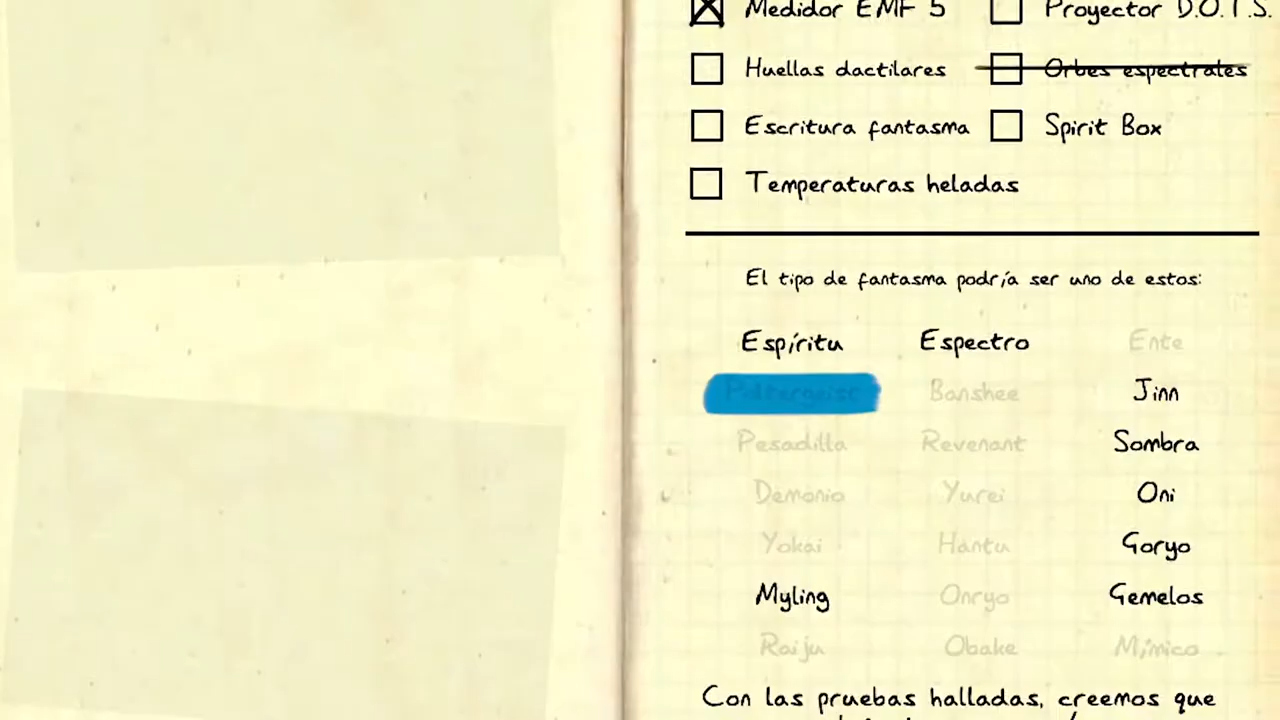 Medidor EMF 5 Proyector D.O.T.S.
Huellas dactilares Orbes espectrales
Escritura fantasma Spirit Box
Temperaturas heladas
El tipo de fantasma podría ser uno de estos:
Espíritu Espectro Ente
Poltergeist Banshee Jinn
Pesadilla Revenant Sombra
Demonio Yurei Oni
Yokai Hantu Goryo
Myling Onryo Gemelos
Raiju Obake Mímico
Con las pruebas halladas, creemos que